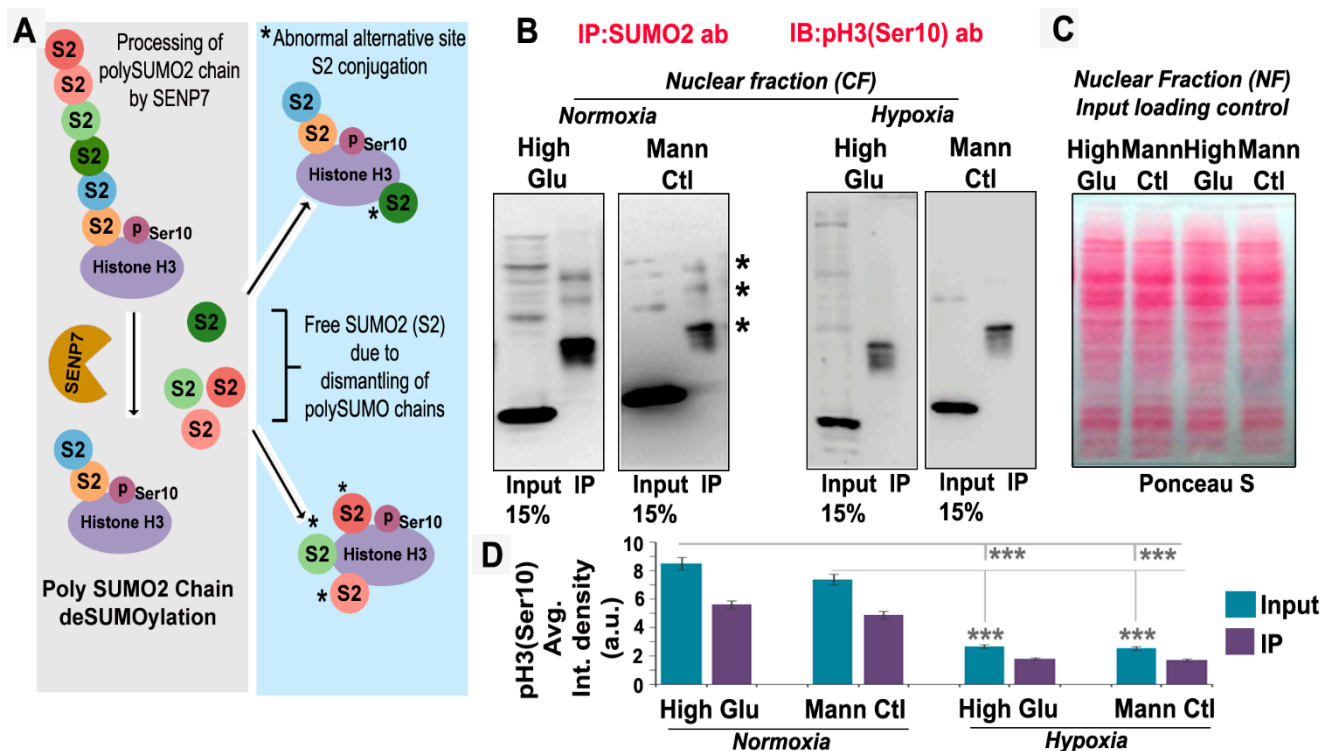 A
Processing of
polySUMO2 chain
by SENP7
S2
S2
S2
S2
S2
S2
p
Ser10
Histone H3
SENP7
S2
S2
S2
S2
S2
S2
p
Ser10
Histone H3
Poly SUMO2 Chain
deSUMOylation
* Abnormal alternative site
S2 conjugation
S2
S2
p
Ser10
Histone H3
* S2
Free SUMO2 (S2)
due to
dismantling of
polySUMO chains
*
S2
p
Ser10
*
S2
Histone H3
* S2
B
IP:SUMO2 ab IB:pH3(Ser10) ab
Nuclear fraction (CF)
Normoxia Hypoxia
High Mann High Mann
Glu Ctl Glu Ctl
*
*
*
Input IP Input IP Input IP Input IP
15% 15% 15% 15%
C
Nuclear Fraction (NF)
Input loading control
High Mann High Mann
Glu Ctl Glu Ctl
Ponceau S
D
pH3(Ser10)
Avg.
Int. density
(a.u.)
10
8
6
4
2
0
*** ***
*** ***
High Glu Mann Ctl High Glu Mann Ctl
Normoxia Hypoxia
Input
IP